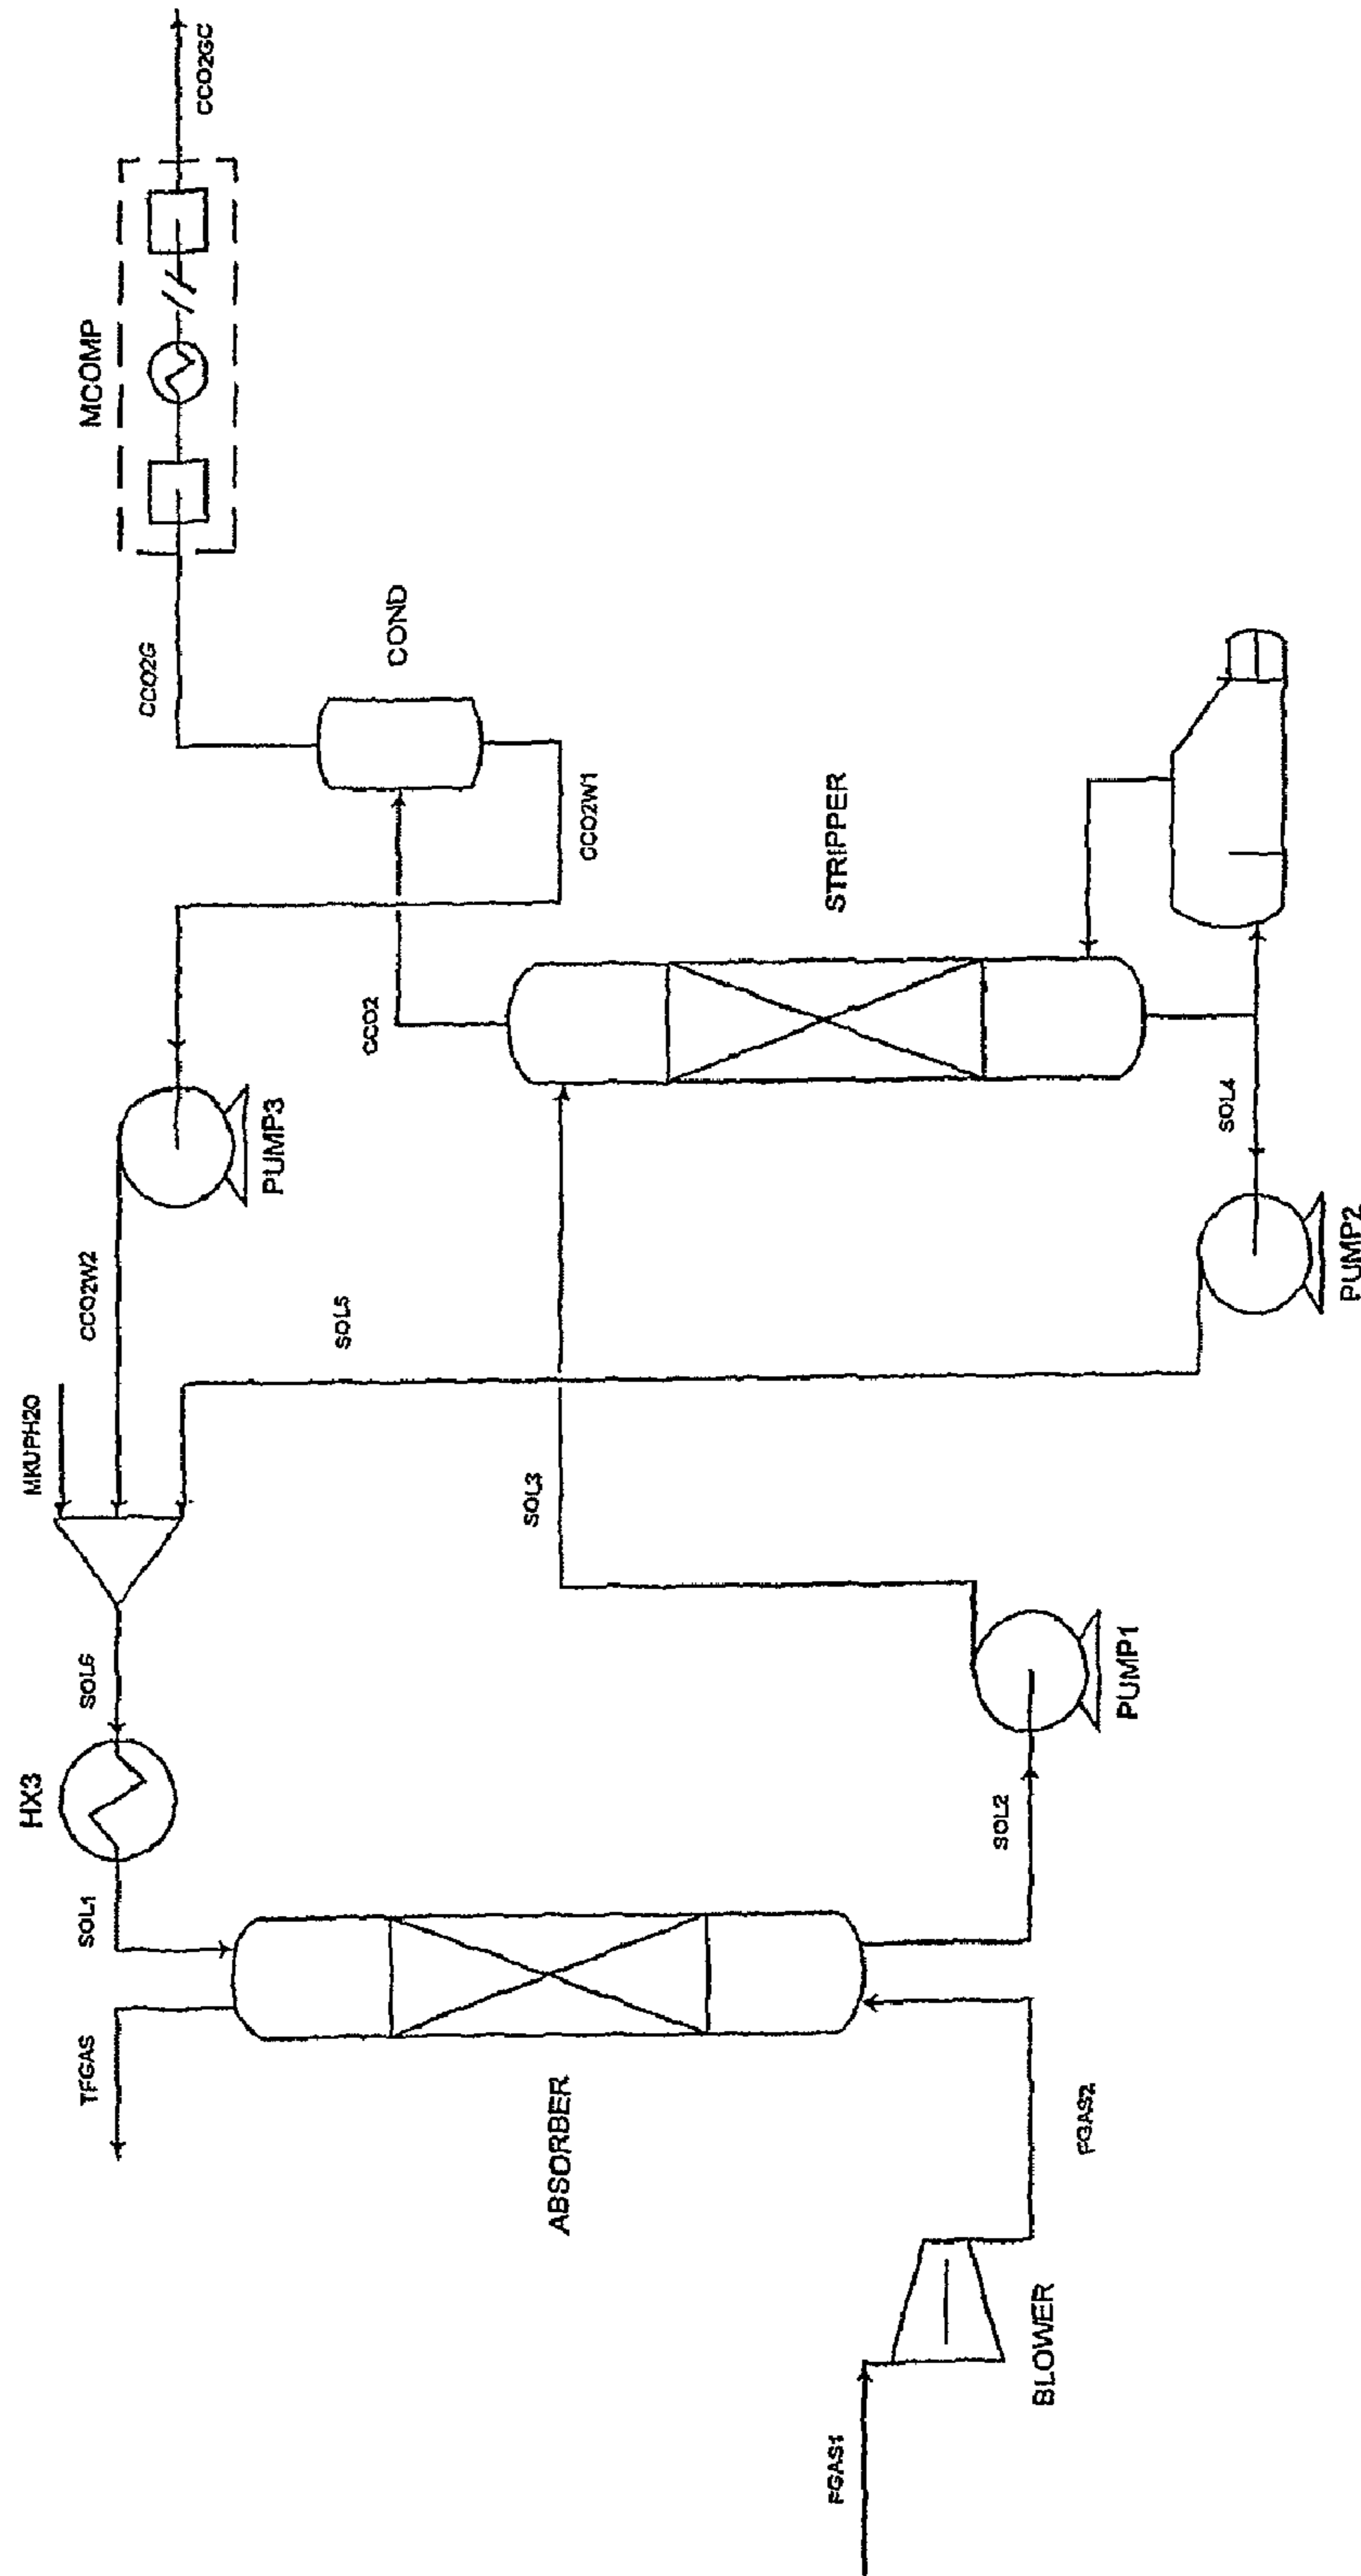 FGAS1
BLOWER
FGAS2
ABSORBER
TFGAS
SOL1
HX3
SOL6
SOL2
PUMP1
SOL3
MKUPH2O
CCO2W2
SOL5
PUMP3
PUMP2
SOL4
CCO2
STRIPPER
CCO2W1
COND
CCO2G
MCOMP
CCO2GC